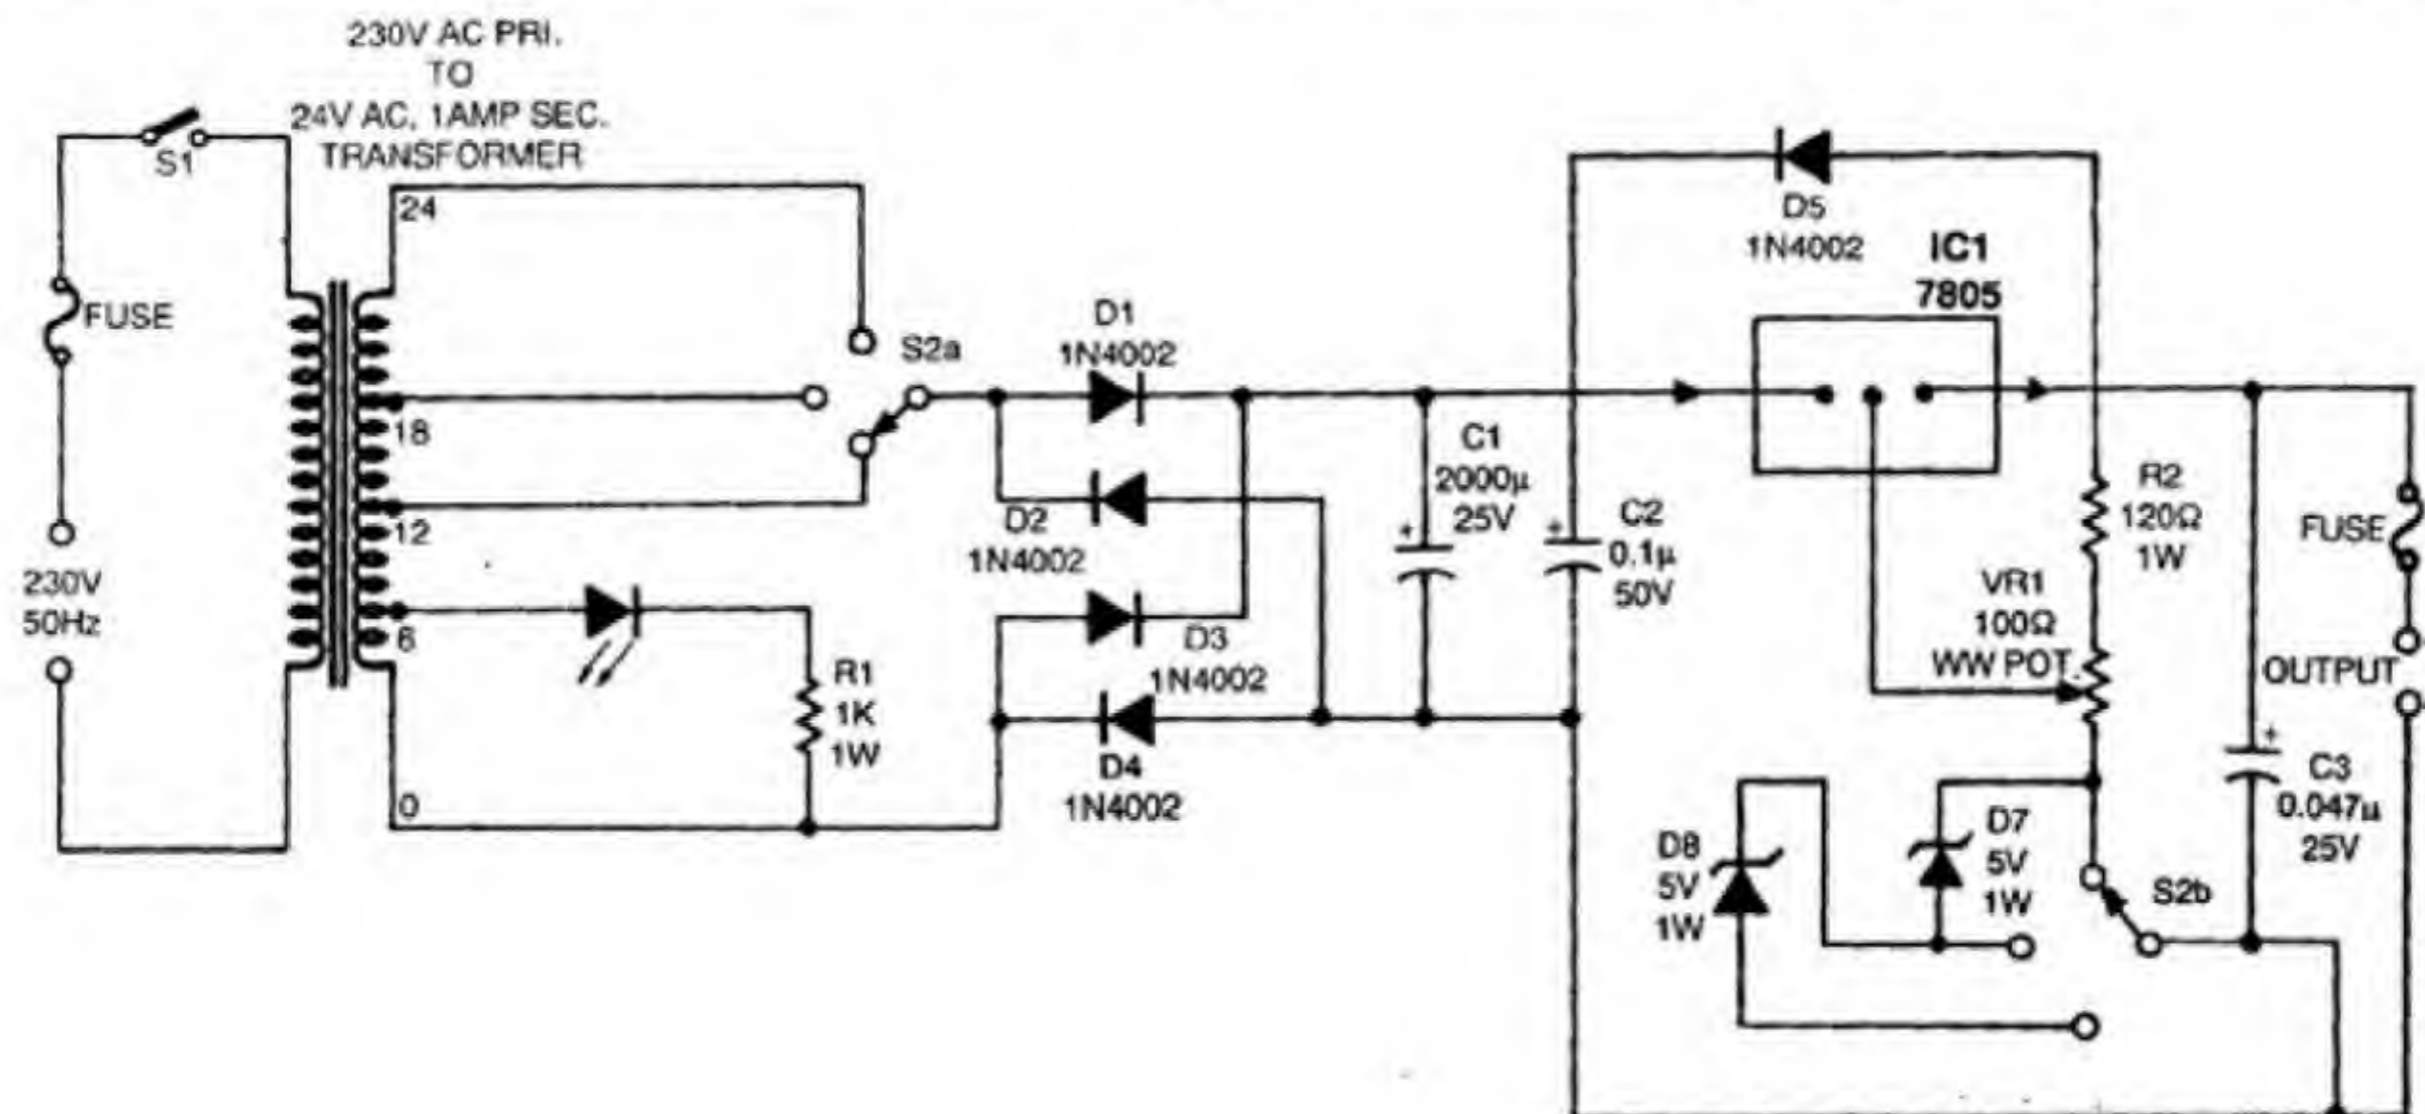 230V AC PRI.
TO
24V AC, 1AMP SEC.
TRANSFORMER
S1
FUSE
230V
50Hz
24
18
12
6
0
R1
1K
1W
S2a
D1
1N4002
D2
1N4002
D3
1N4002
D4
1N4002
C1
2000µ
25V
+
C2
0.1µ
50V
+
D5
1N4002
IC1
7805
R2
120Ω
1W
VR1
100Ω
WW POT.
D8
5V
1W
D7
5V
1W
S2b
+
C3
0.047µ
25V
FUSE
OUTPUT